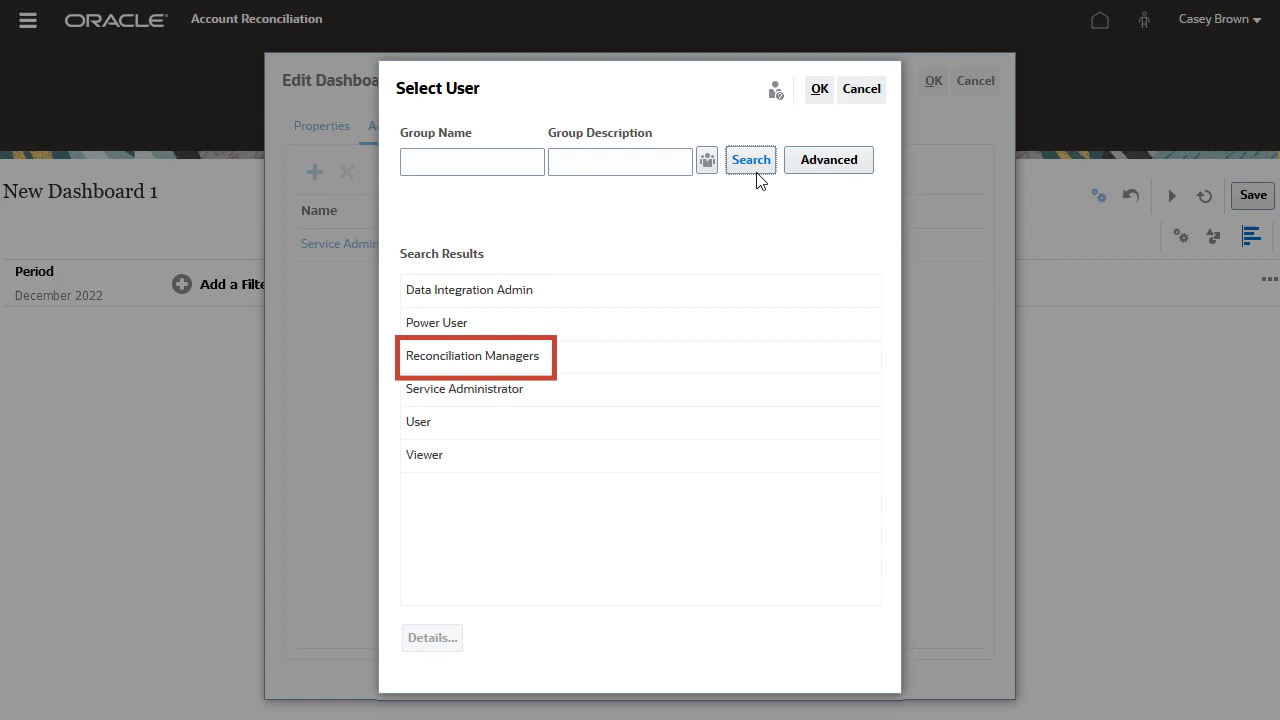 ORACLE Account Reconciliation
Casey Brown
Edit Dashboa
OK Cancel
Select User
OK Cancel
Properties A
Group Name Group Description
Search Advanced
New Dashboard 1
Save
Name
Service Admin
Search Results
Period
December 2022
Add a Filte
Data Integration Admin
Power User
Reconciliation Managers
Service Administrator
User
Viewer
Details...